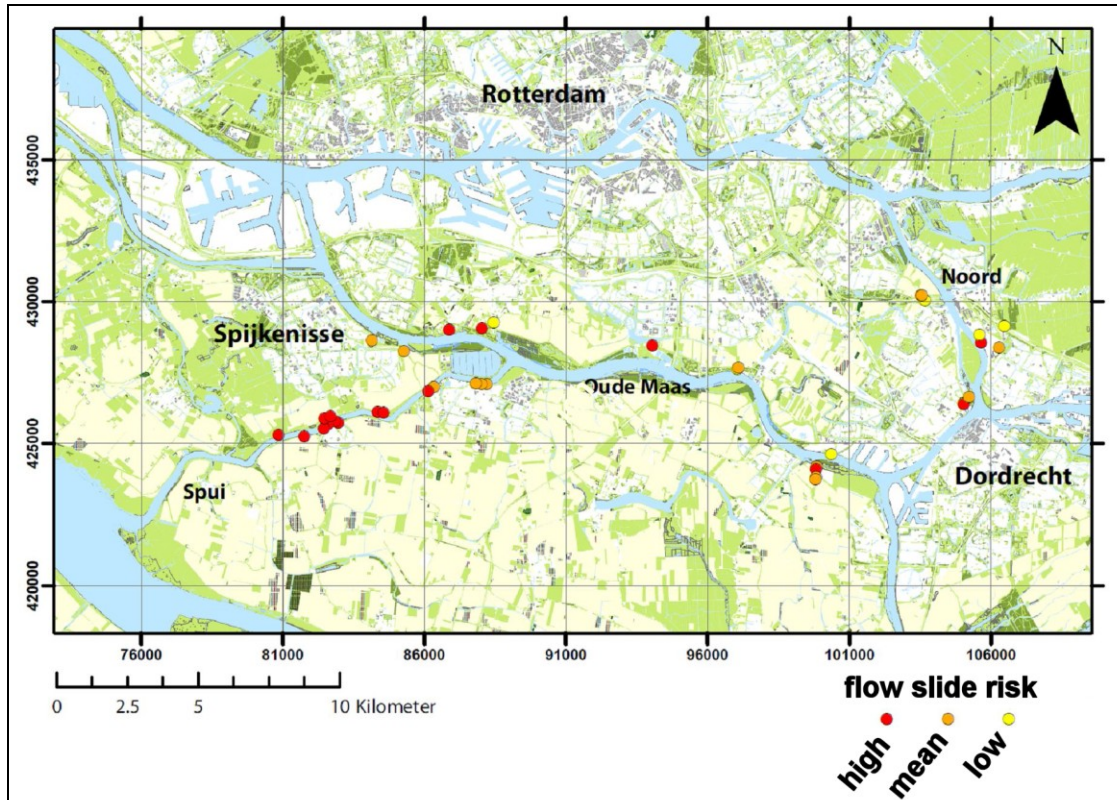 N
Rotterdam
435000
Noord
430000
Spijkenisse
Oude Maas
425000
Dordrecht
Spui
420000
76000 81000 86000 91000 96000 101000 106000
0 2.5 5 10 Kilometer
flow slide risk
high mean low